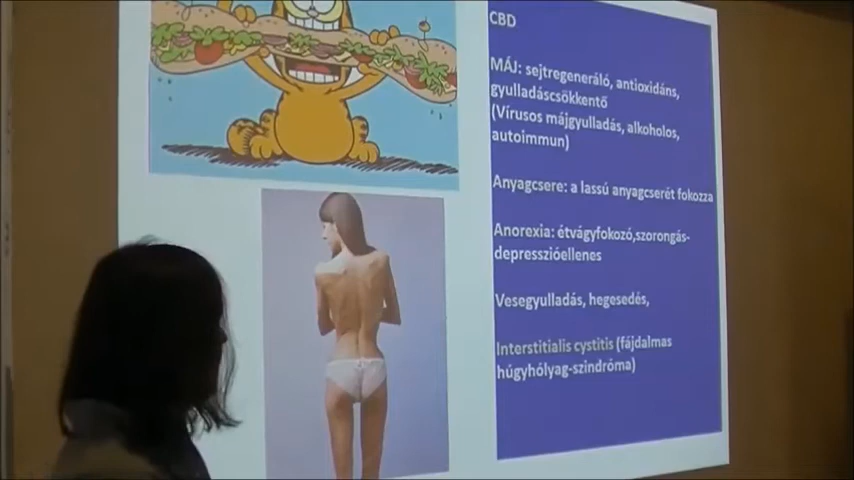 CBD
MÁJ: sejtregeneráló, antioxidáns,
gyulladáscsökkentő
(Vírusos májgyulladás, alkoholos,
autoimmun)
Anyagcsere: a lassú anyagcserét fokozza
Anorexia: étvágyfokozó,szorongás-
depresszióellenes
Vesegyulladás, hegesedés,
Interstitialis cystitis (fájdalmas
húgyhólyag-szindróma)